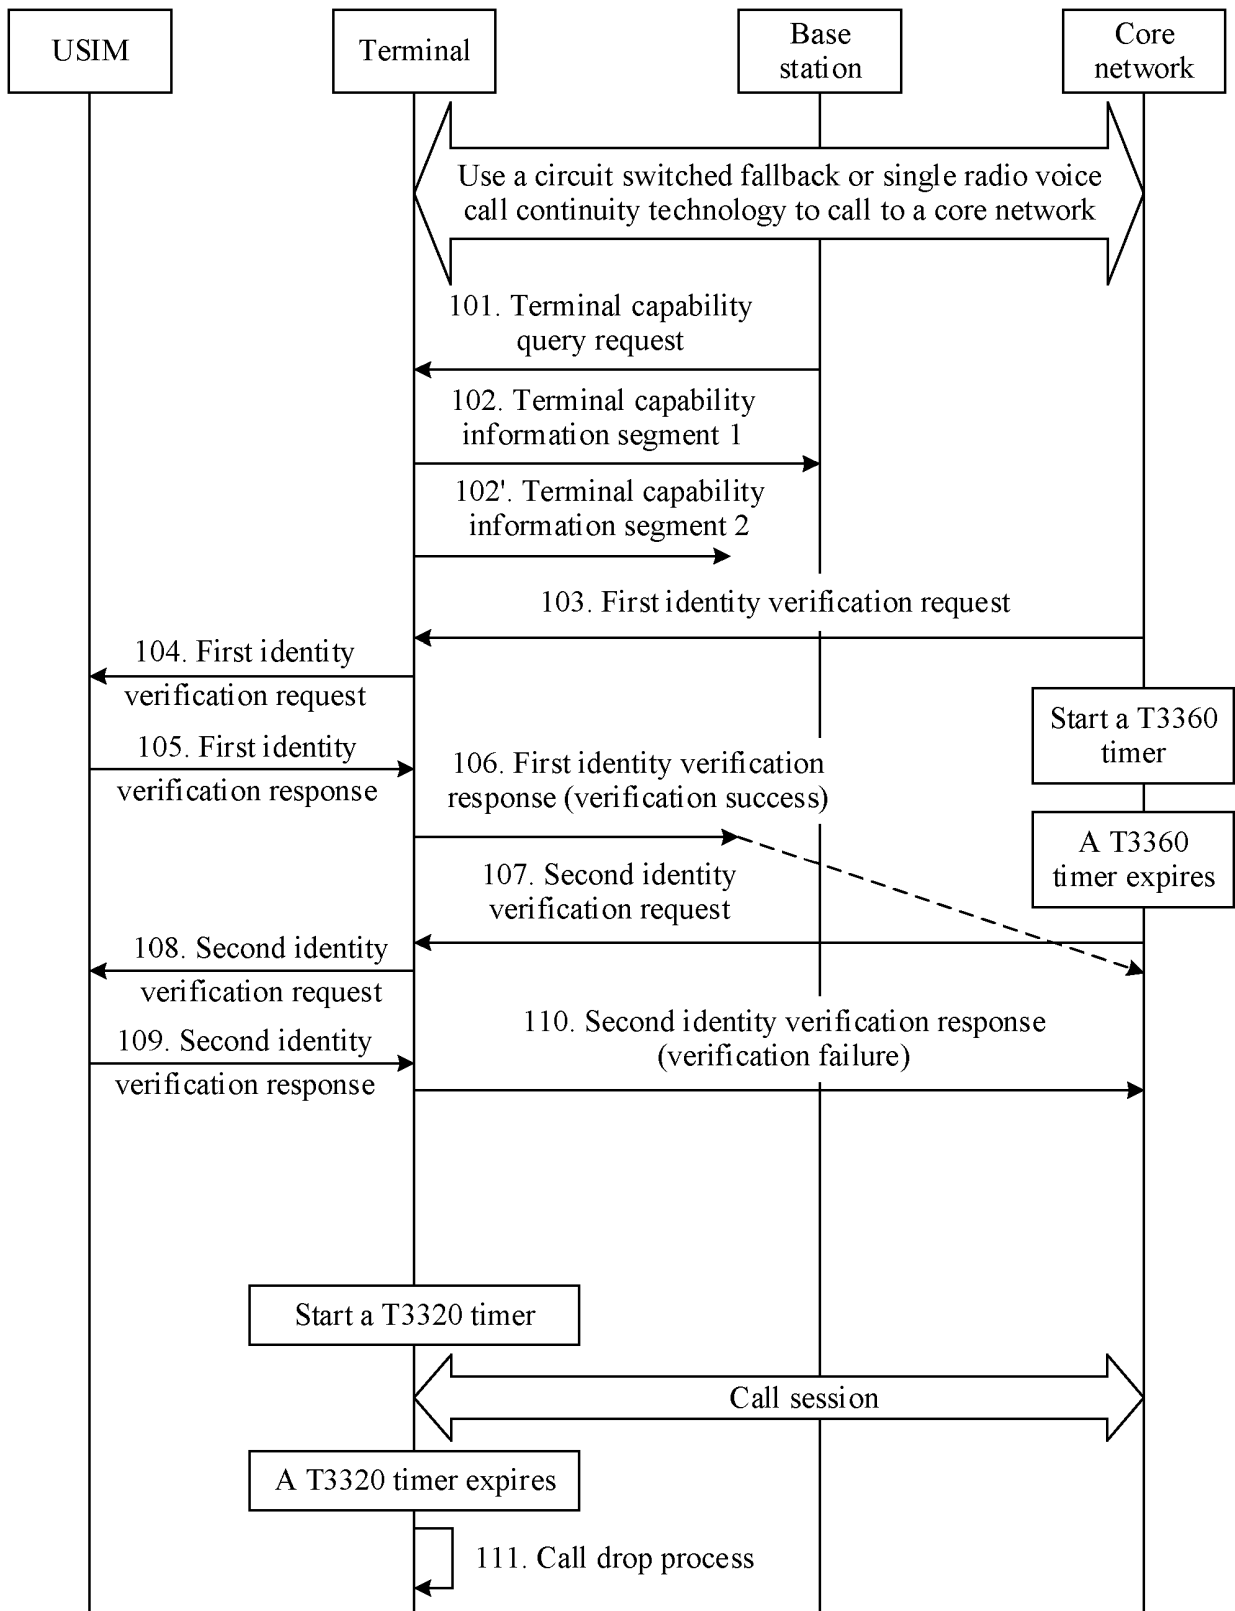 USIM
Terminal
Base
station
Core
network
Use a circuit switched fallback or single radio voice
call continuity technology to call to a core network
101. Terminal capability
query request
102. Terminal capability
information segment 1
102'. Terminal capability
information segment 2
103. First identity verification request
104. First identity
verification request
Start a T3360
timer
105. First identity
verification response
106. First identity verification
response (verification success)
A T3360
timer expires
107. Second identity
verification request
108. Second identity
verification request
109. Second identity
verification response
110. Second identity verification response
(verification failure)
Start a T3320 timer
Call session
A T3320 timer expires
111. Call drop process